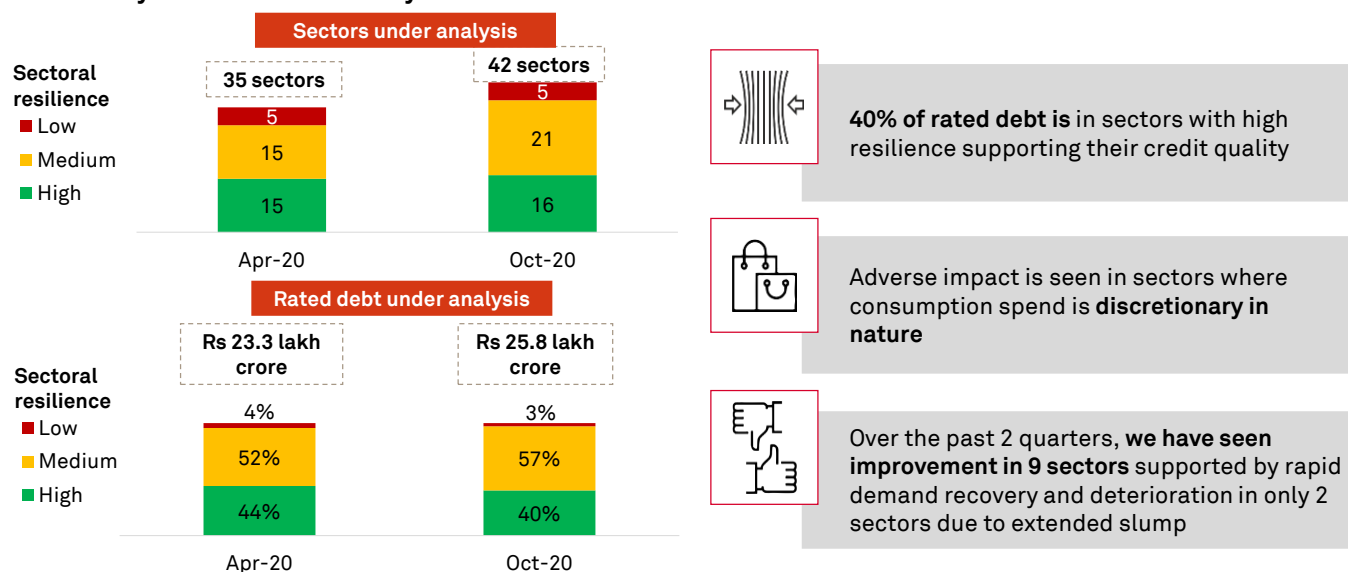 Sectors under analysis
Sectoral
resilience
Low
Medium
High
35 sectors
42 sectors
5
15
15
5
21
16
Apr-20
Oct-20
Rated debt under analysis
Rs 23.3 lakh
crore
Rs 25.8 lakh
crore
Sectoral
resilience
Low
Medium
High
4%
52%
44%
3%
57%
40%
Apr-20
Oct-20
40% of rated debt is in sectors with high
resilience supporting their credit quality
Adverse impact is seen in sectors where
consumption spend is discretionary in
nature
Over the past 2 quarters, we have seen
improvement in 9 sectors supported by rapid
demand recovery and deterioration in only 2
sectors due to extended slump